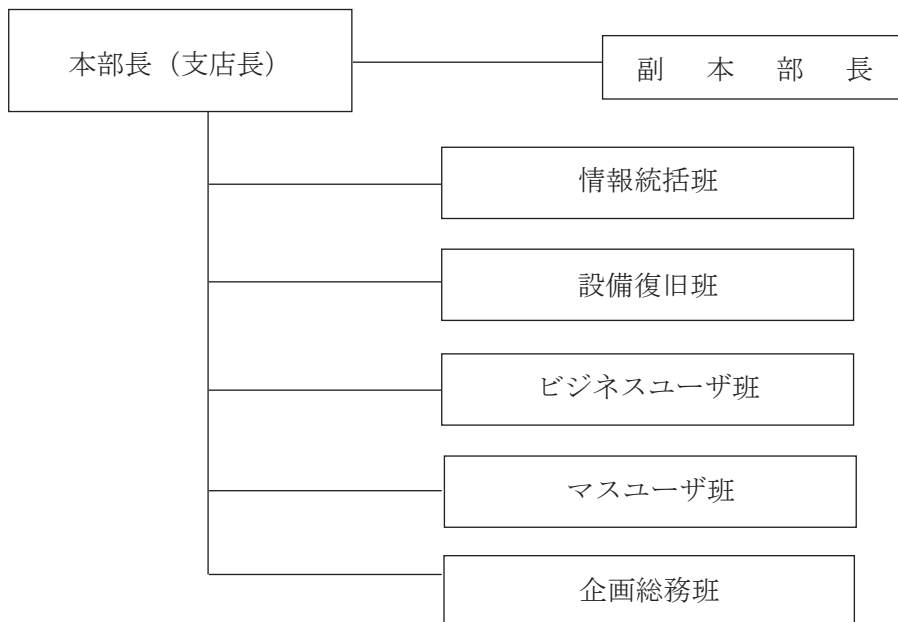 本部長（支店長）
副本部長
情報統括班
設備復旧班
ビジネスユーザ班
マスユーザ班
企画総務班